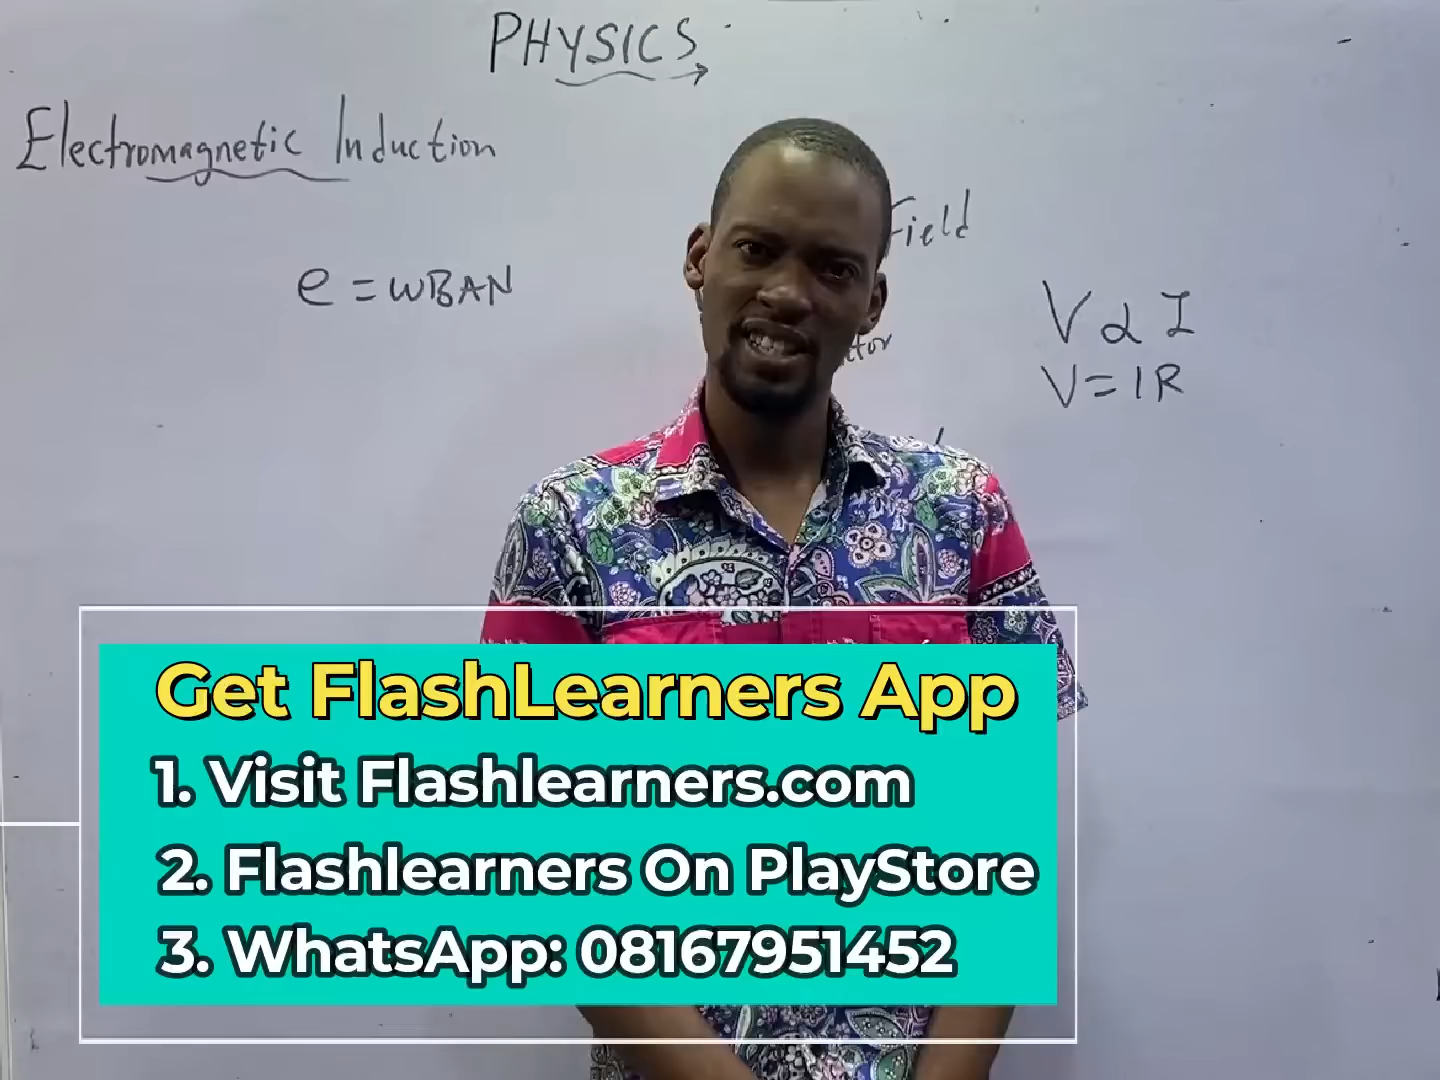 PHYSICS
Electromagnetic Induction
Field
e = WBAN
V α I
V = IR
Get FlashLearners App
1. Visit Flashlearners.com
2. Flashlearners On PlayStore
3. WhatsApp: 08167951452